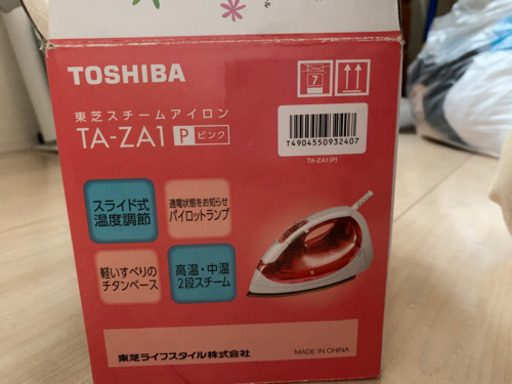 TOSHIBA
7
東芝スチームアイロン
TA-ZA1 P ピンク
T4904550932407
TA-ZA1(P)
スライド式
温度調節
通電状態をお知らせ
パイロットランプ
軽いすべりの
チタンベース
高温・中温
2段スチーム
東芝ライフスタイル株式会社
MADE IN CHINA